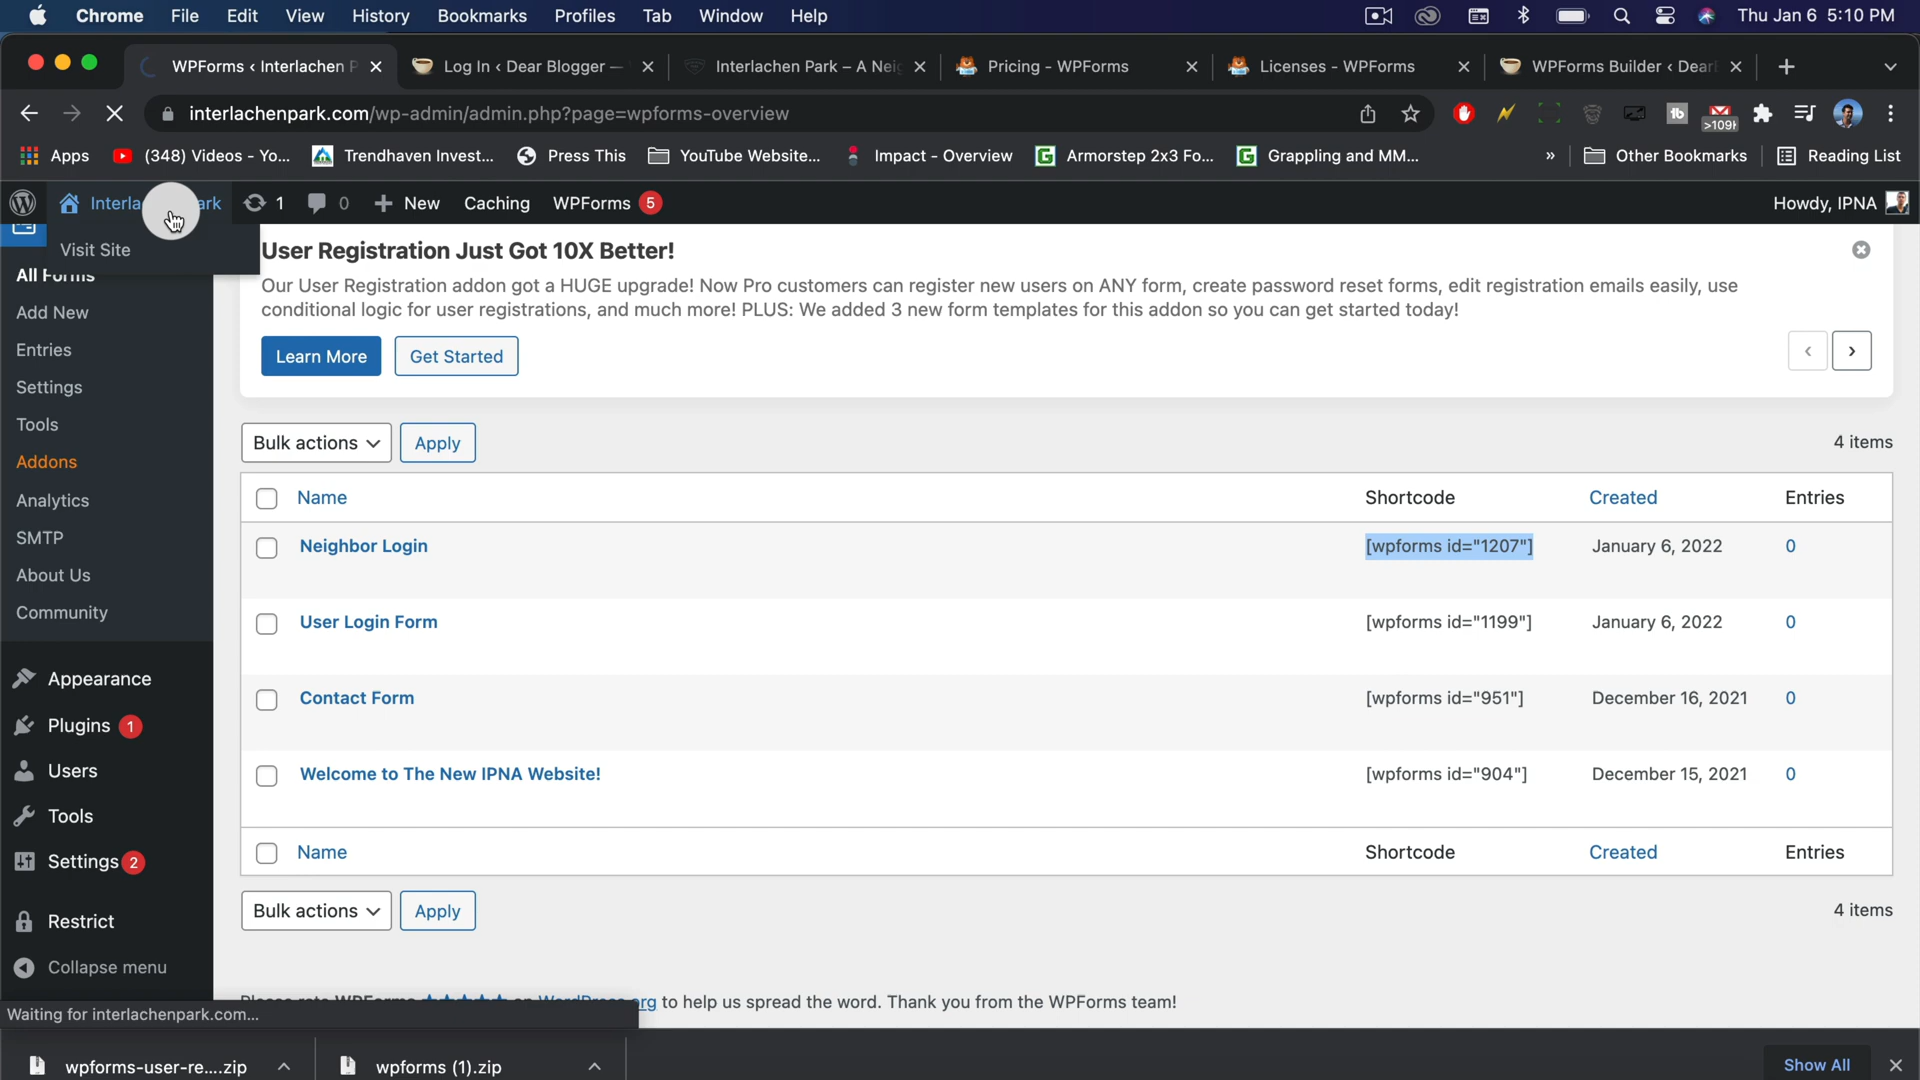 Chrome File Edit View History Bookmarks Profiles Tab Window Help Thu Jan 6 5:10 PM
WPForms ‹ Interlachen P Log In ‹ Dear Blogger — Interlachen Park – A Nei Pricing - WPForms Licenses - WPForms WPForms Builder ‹ Dear
interlachenpark.com/wp-admin/admin.php?page=wpforms-overview
>109k
Apps (348) Videos - Yo... Trendhaven Invest... Press This YouTube Website... Impact - Overview Armorstep 2x3 Fo... Grappling and MM... » Other Bookmarks Reading List
Interla ark 1 0 New Caching WPForms 5 Howdy, IPNA
Visit Site
User Registration Just Got 10X Better!
All Forms
Our User Registration addon got a HUGE upgrade! Now Pro customers can register new users on ANY form, create password reset forms, edit registration emails easily, use
conditional logic for user registrations, and much more! PLUS: We added 3 new form templates for this addon so you can get started today!
Learn More Get Started ‹ ›
Add New
Entries
Settings
Tools
Addons
Analytics
SMTP
About Us
Community
Appearance
Plugins 1
Users
Tools
Settings 2
Restrict
Collapse menu
Bulk actions Apply 4 items
Name Shortcode Created Entries
Neighbor Login [wpforms id="1207"] January 6, 2022 0
User Login Form [wpforms id="1199"] January 6, 2022 0
Contact Form [wpforms id="951"] December 16, 2021 0
Welcome to The New IPNA Website! [wpforms id="904"] December 15, 2021 0
Name Shortcode Created Entries
Bulk actions Apply 4 items
Please rate WPForms ★★★★★ on WordPress.org to help us spread the word. Thank you from the WPForms team!
Waiting for interlachenpark.com...
wpforms-user-re....zip wpforms (1).zip Show All